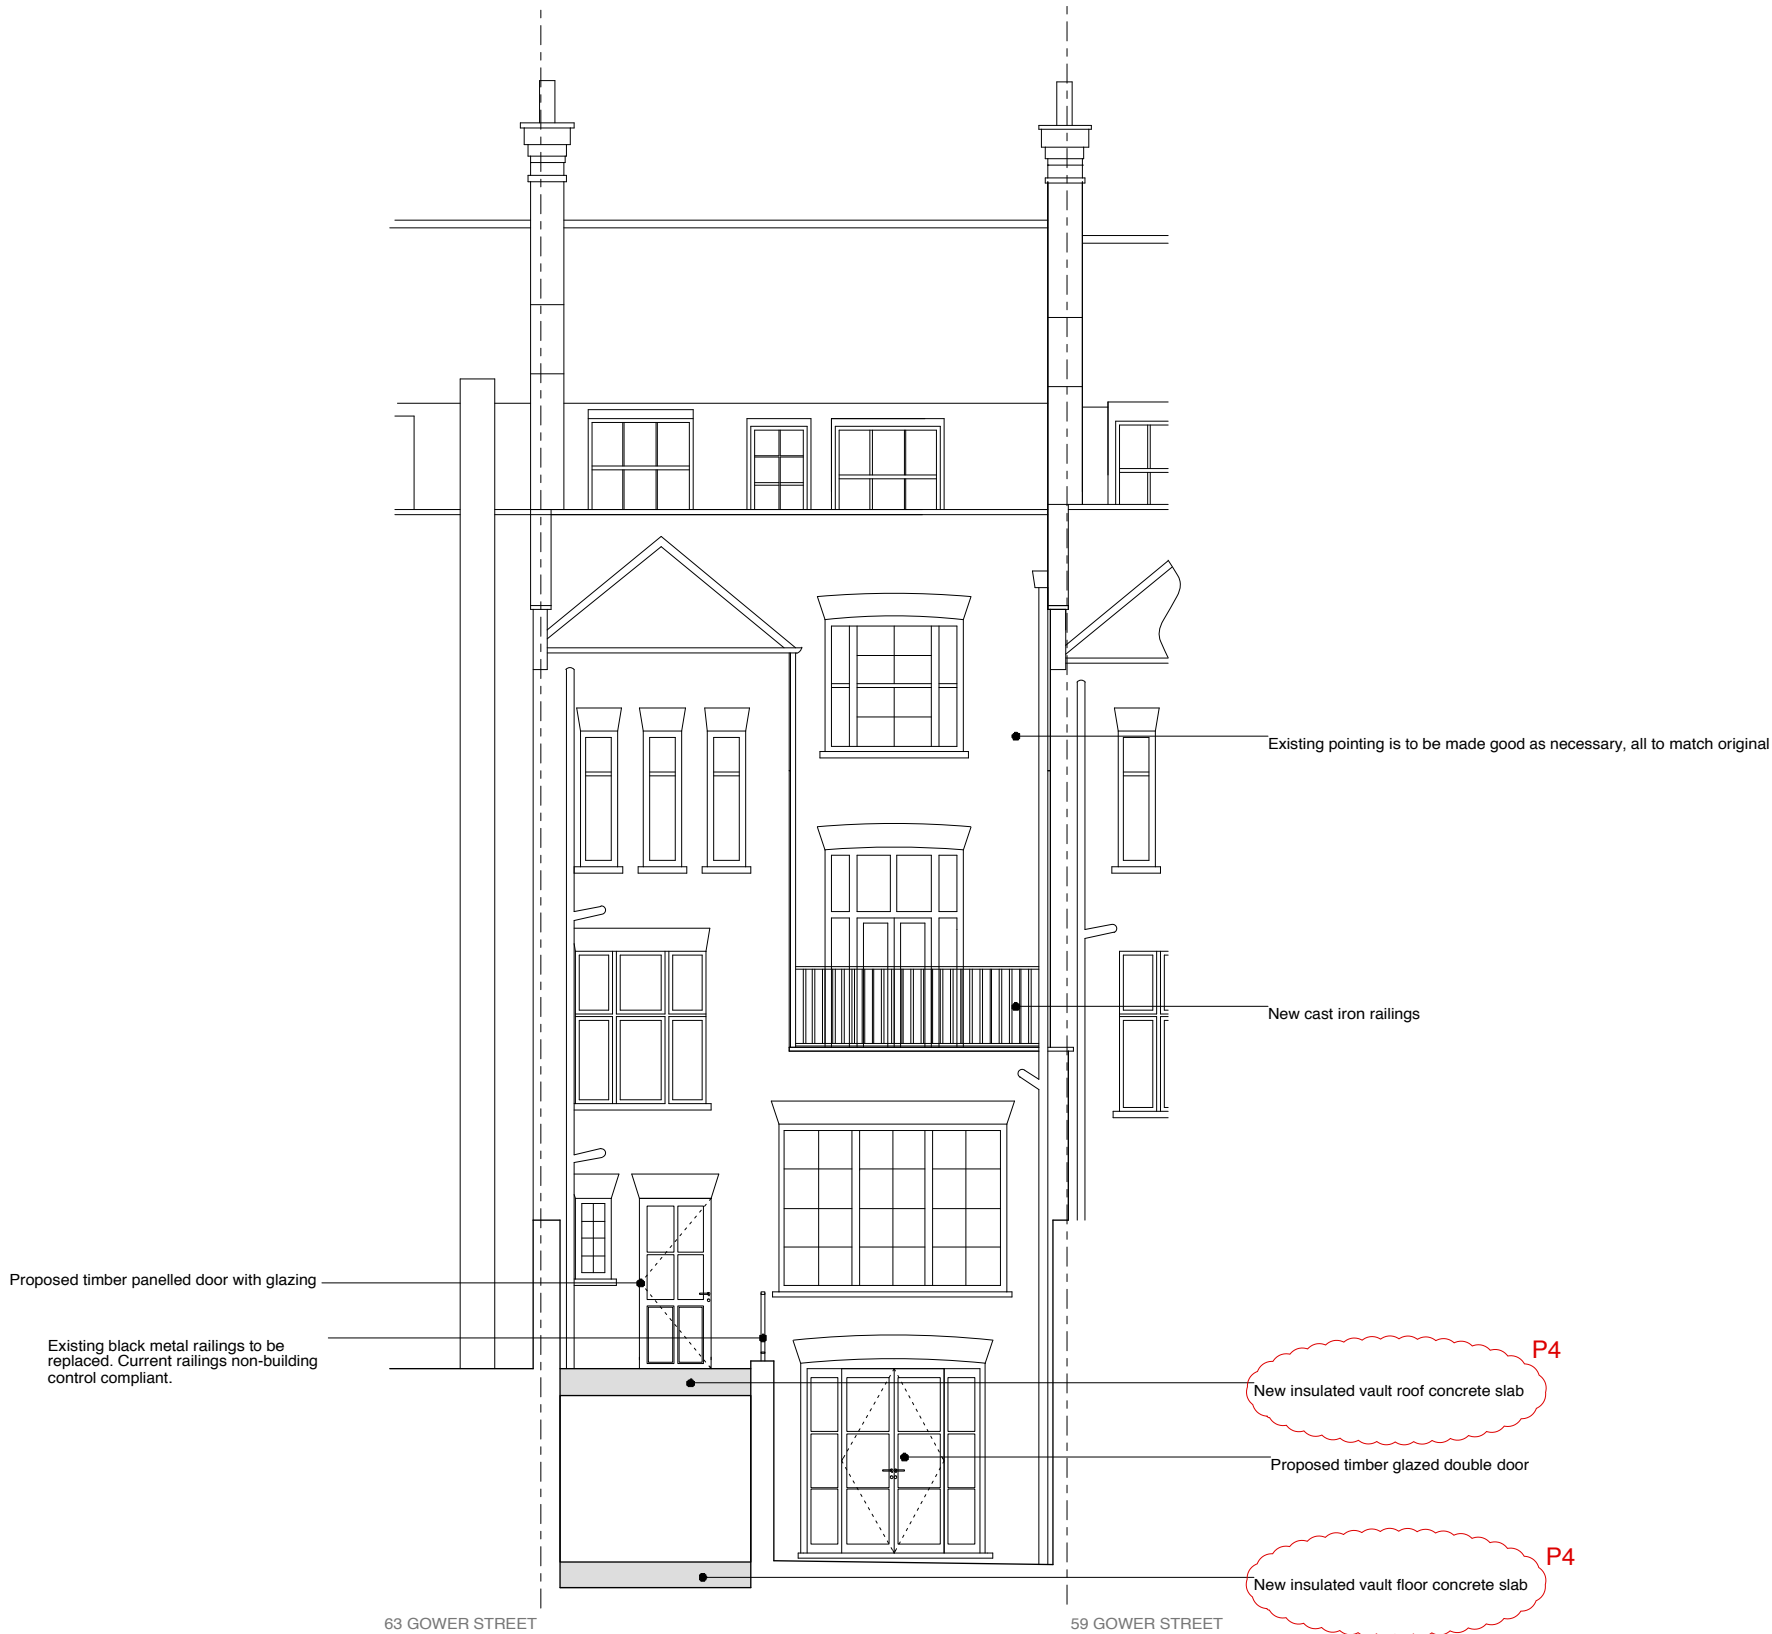 Existing pointing is to be made good as necessary, all to match original
New cast iron railings
Proposed timber panelled door with glazing
Existing black metal railings to be
replaced. Current railings non-building
control compliant.
P4
New insulated vault roof concrete slab
Proposed timber glazed double door
P4
New insulated vault floor concrete slab
63 GOWER STREET
59 GOWER STREET